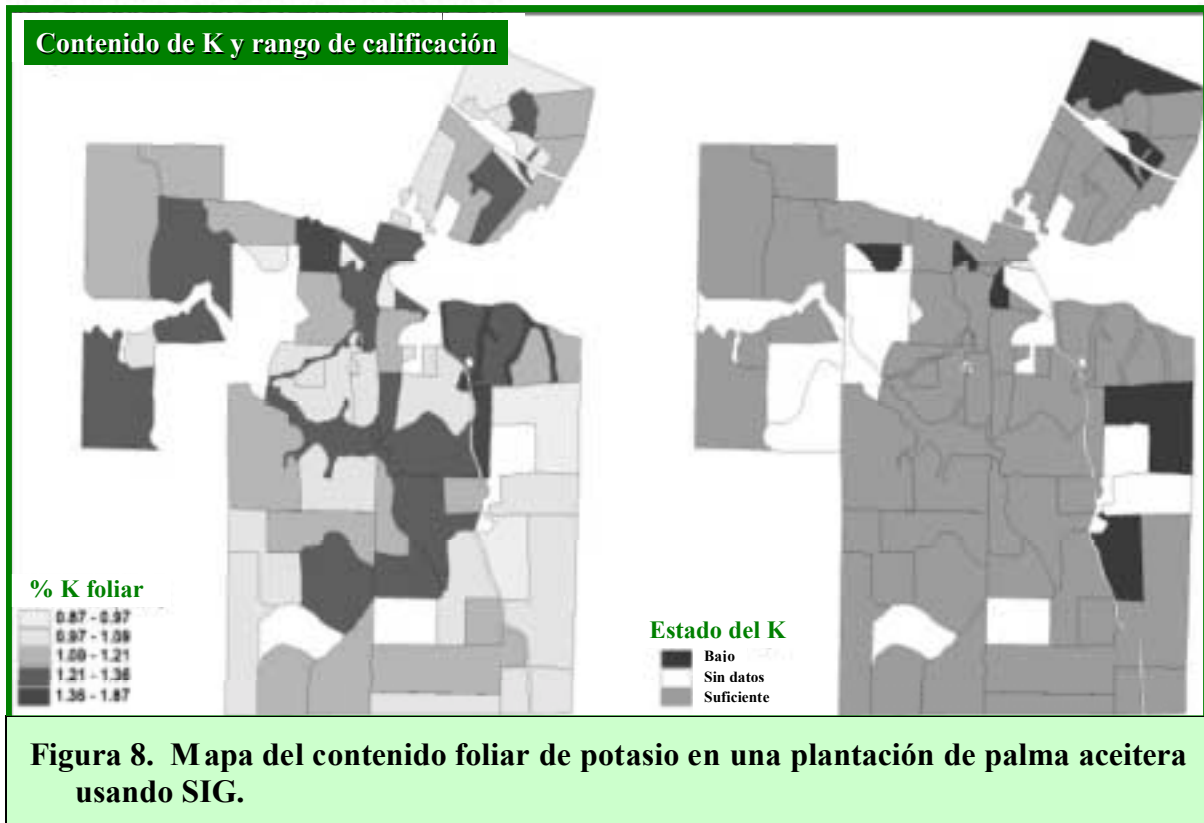 Contenido de K y rango de calificación
% K foliar
0.87 - 0.97
0.97 - 1.09
1.09 - 1.21
1.21 - 1.36
1.36 - 1.87
Estado del K
Bajo
Sin datos
Suficiente
Figura 8. Mapa del contenido foliar de potasio en una plantación de palma aceitera
usando SIG.